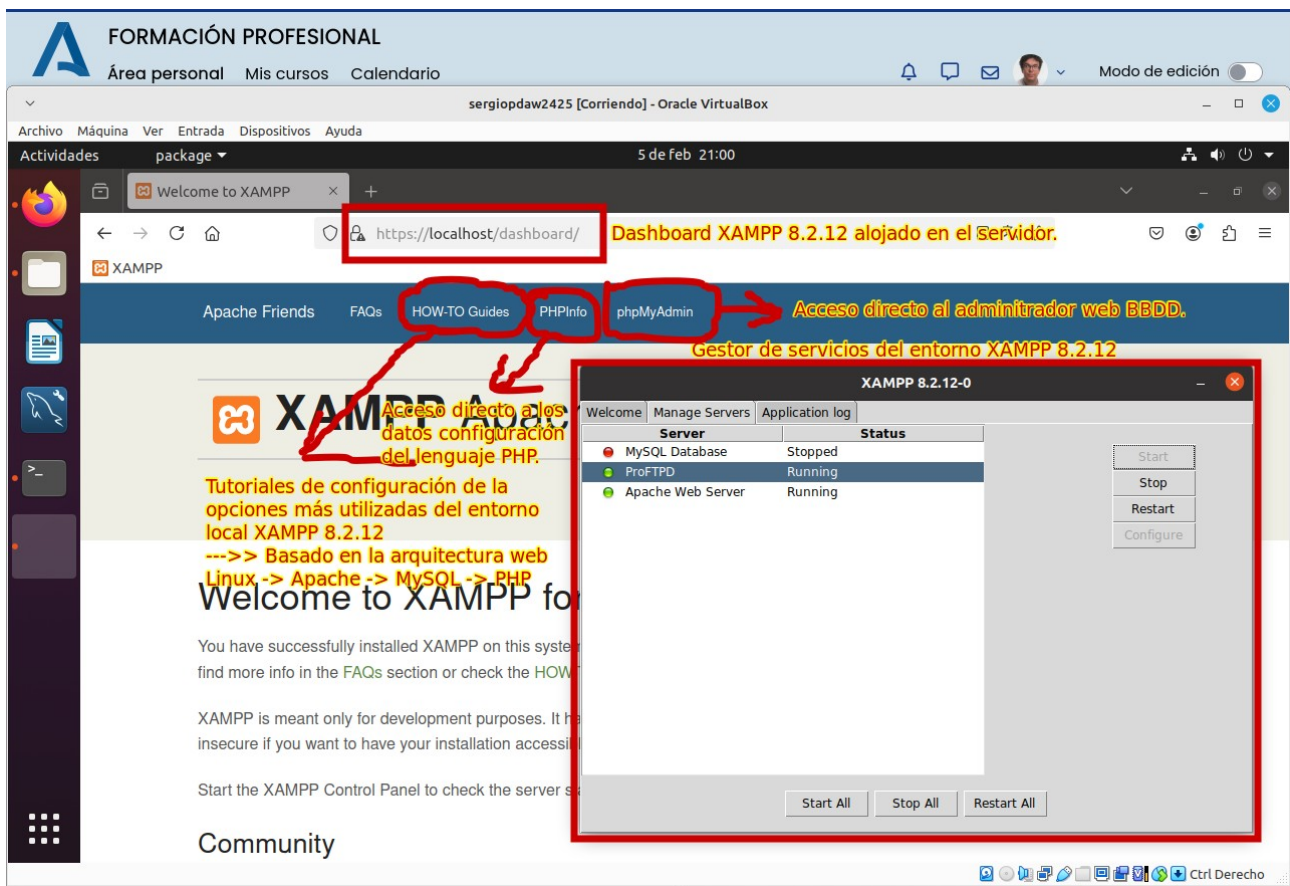 FORMACIÓN PROFESIONAL
Área personal Mis cursos Calendario
Modo de edición
sergiopdaw2425 [Corriendo] - Oracle VirtualBox
Archivo Máquina Ver Entrada Dispositivos Ayuda
Actividades package 5 de feb 21:00
Welcome to XAMPP
https://localhost/dashboard/
Dashboard XAMPP 8.2.12 alojado en el Servidor.
XAMPP
Apache Friends FAQs HOW-TO Guides PHPInfo phpMyAdmin
Acceso directo al adminitrador web BBDD.
Gestor de servicios del entorno XAMPP 8.2.12
XAMPP Apac
Acceso directo a los
datos configuración
del lenguaje PHP.
Tutoriales de configuración de la
opciones más utilizadas del entorno
local XAMPP 8.2.12
--->> Basado en la arquitectura web
Linux -> Apache -> MySQL -> PHP
XAMPP 8.2.12-0
Welcome Manage Servers Application log
Server Status
MySQL Database Stopped
ProFTPD Running
Apache Web Server Running
Start
Stop
Restart
Configure
Start All Stop All Restart All
Welcome to XAMPP for
You have successfully installed XAMPP on this system
find more info in the FAQs section or check the HOW-T
XAMPP is meant only for development purposes. It ha
insecure if you want to have your installation accessibl
Start the XAMPP Control Panel to check the server s
Community
Ctrl Derecho